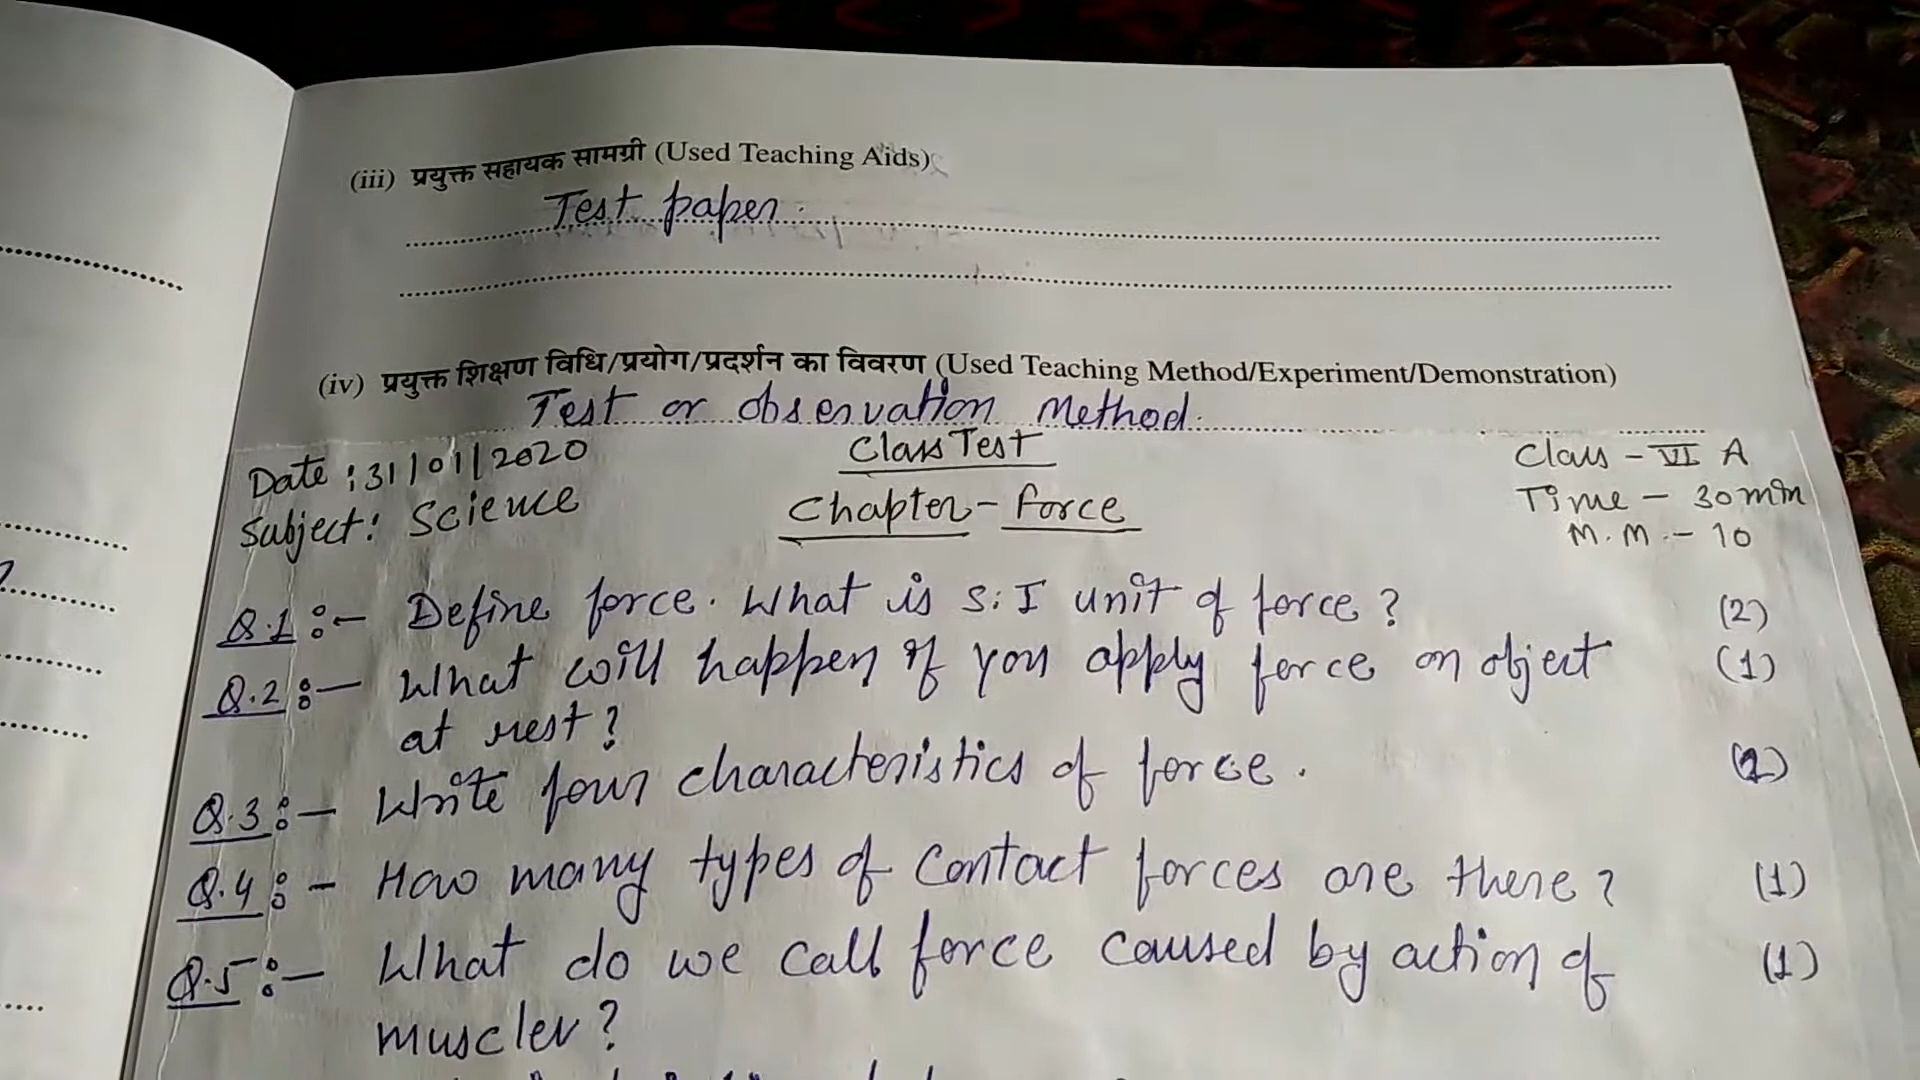 (iii) प्रयुक्त सहायक सामग्री (Used Teaching Aids)
Test paper.
(iv) प्रयुक्त शिक्षण विधि/प्रयोग/प्रदर्शन का विवरण (Used Teaching Method/Experiment/Demonstration)
Test or observation Method.
Date : 31/01/2020 Class Test Class - VI A
Subject: Science Chapter - Force Time - 30 min
M.M. - 10
Q.1 :- Define force. What is S.I unit of force? (2)
Q.2 :- What will happen if you apply force on object (1)
at rest?
Q.3 :- Write four characteristics of force. (2)
Q.4 :- How many types of contact forces are there? (1)
Q.5 :- What do we call force caused by action of (1)
muscles?